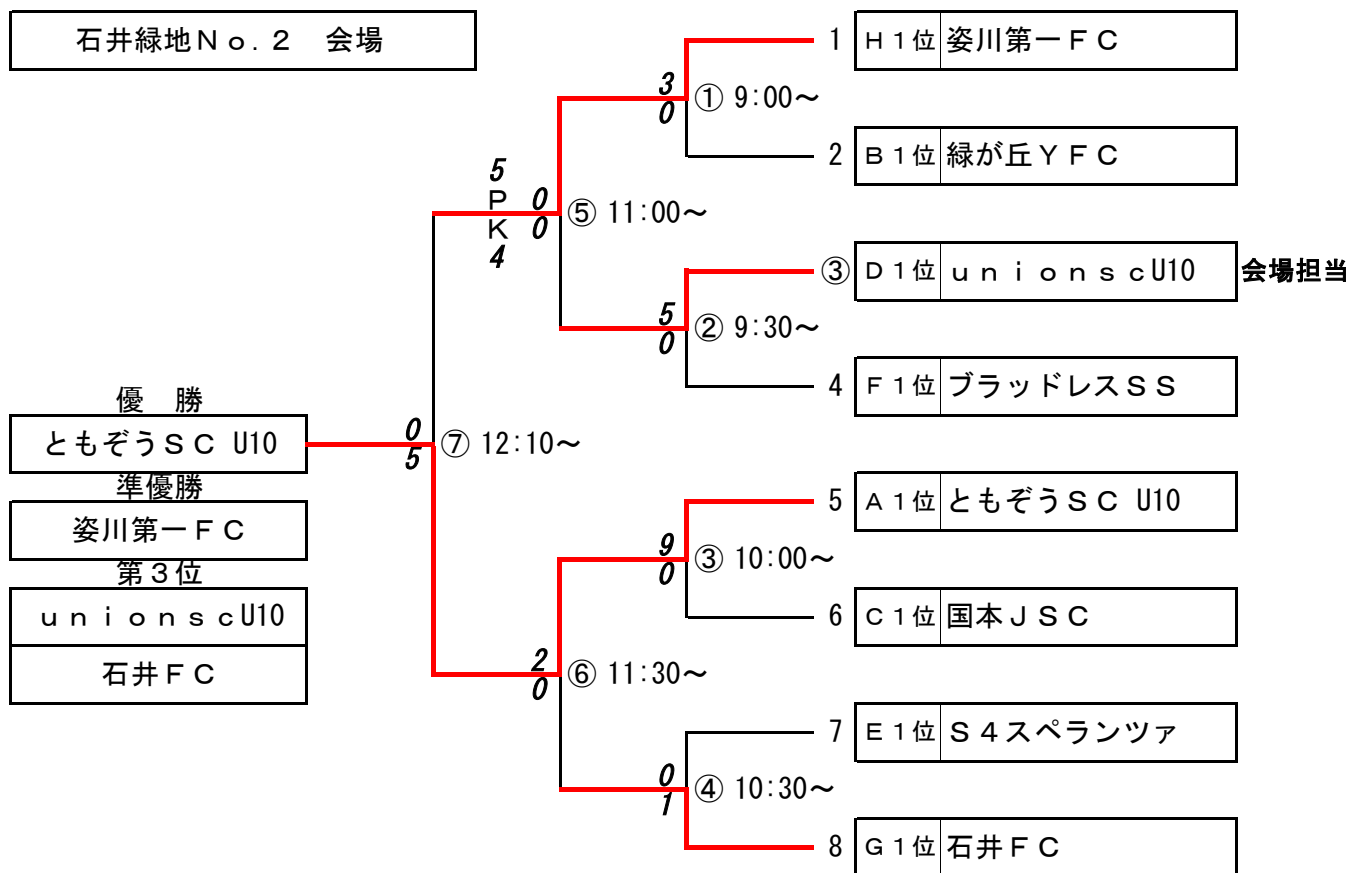 石井緑地Ｎｏ．２　会場
1 Ｈ１位 姿川第一ＦＣ
3
0
① 9:00～
2 Ｂ１位 緑が丘ＹＦＣ
5
ＰＫ
4
0
0
⑤ 11:00～
③ Ｄ１位 ｕｎｉｏｎｓｃU10 会場担当
5
0
② 9:30～
4 Ｆ１位 ブラッドレスＳＳ
優　勝
ともぞうＳＣ U10
0
5
⑦ 12:10～
準優勝
姿川第一ＦＣ
第３位
ｕｎｉｏｎｓｃU10
石井ＦＣ
5 Ａ１位 ともぞうＳＣ U10
9
0
③ 10:00～
6 Ｃ１位 国本ＪＳＣ
2
0
⑥ 11:30～
7 Ｅ１位 Ｓ４スペランツァ
0
1
④ 10:30～
8 Ｇ１位 石井ＦＣ